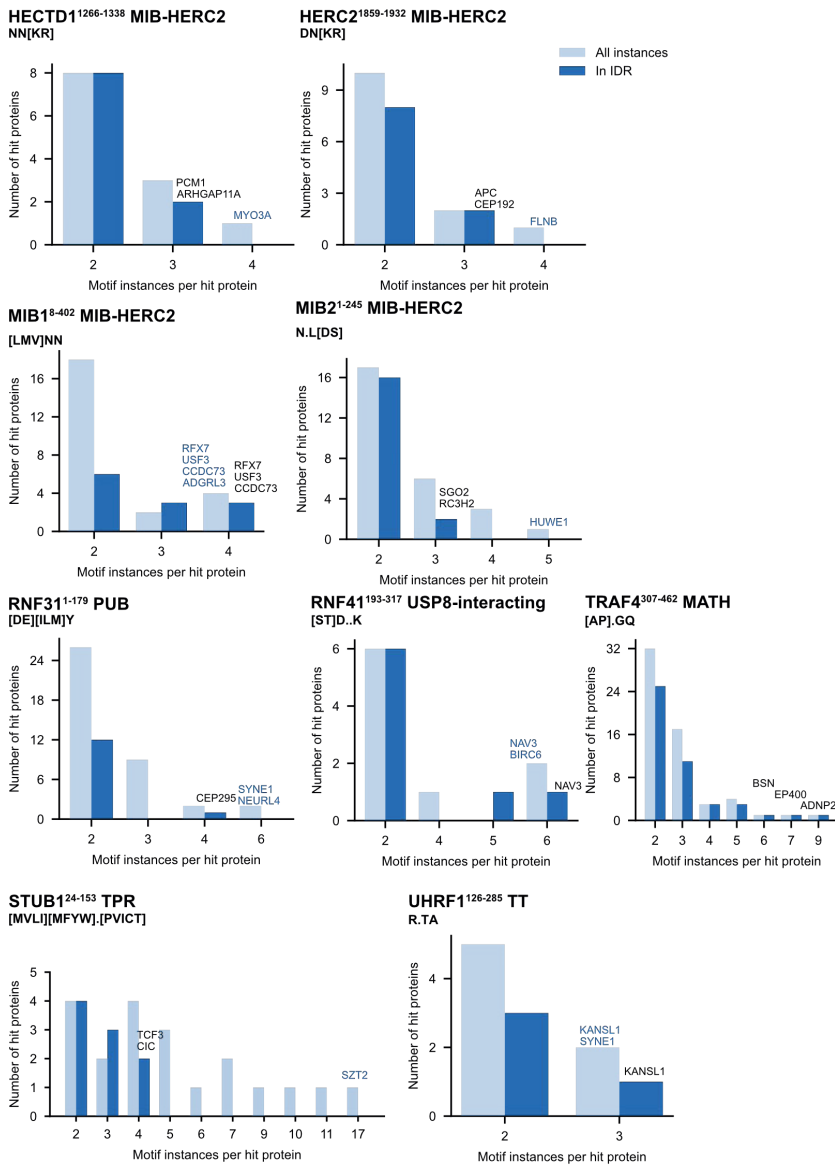 HECTD1¹²⁶⁶⁻¹³³⁸ MIB-HERC2
NN[KR]
Number of hit proteins
8
6
4
2
0
PCM1
ARHGAP11A
MYO3A
2 3 4
Motif instances per hit protein
HERC2¹⁸⁵⁹⁻¹⁹³² MIB-HERC2
DN[KR]
All instances
In IDR
Number of hit proteins
9
6
3
0
APC
CEP192
FLNB
2 3 4
Motif instances per hit protein
MIB1⁸⁻⁴⁰² MIB-HERC2
[LMV]NN
Number of hit proteins
16
12
8
4
0
RFX7
USF3
CCDC73
ADGRL3
RFX7
USF3
CCDC73
2 3 4
Motif instances per hit protein
MIB2¹⁻²⁴⁵ MIB-HERC2
N.L[DS]
Number of hit proteins
16
12
8
4
0
SGO2
RC3H2
HUWE1
2 3 4 5
Motif instances per hit protein
RNF31¹⁻¹⁷⁹ PUB
[DE][ILM]Y
Number of hit proteins
24
18
12
6
0
CEP295
SYNE1
NEURL4
2 3 4 6
Motif instances per hit protein
RNF41¹⁹³⁻³¹⁷ USP8-interacting
[ST]D..K
Number of hit proteins
6
4
2
0
NAV3
BIRC6
NAV3
2 4 5 6
Motif instances per hit protein
TRAF4³⁰⁷⁻⁴⁶² MATH
[AP].GQ
Number of hit proteins
32
24
16
8
0
BSN
EP400
ADNP2
2 3 4 5 6 7 9
Motif instances per hit protein
STUB1²⁴⁻¹⁵³ TPR
[MVLI][MFYW].[PVICT]
Number of hit proteins
5
4
3
2
1
1
TCF3
CIC
SZT2
2 3 4 5 6 7 9 10 11 17
Motif instances per hit protein
UHRF1¹²⁶⁻²⁸⁵ TT
R.TA
Number of hit proteins
4
2
0
KANSL1
SYNE1
KANSL1
2 3
Motif instances per hit protein